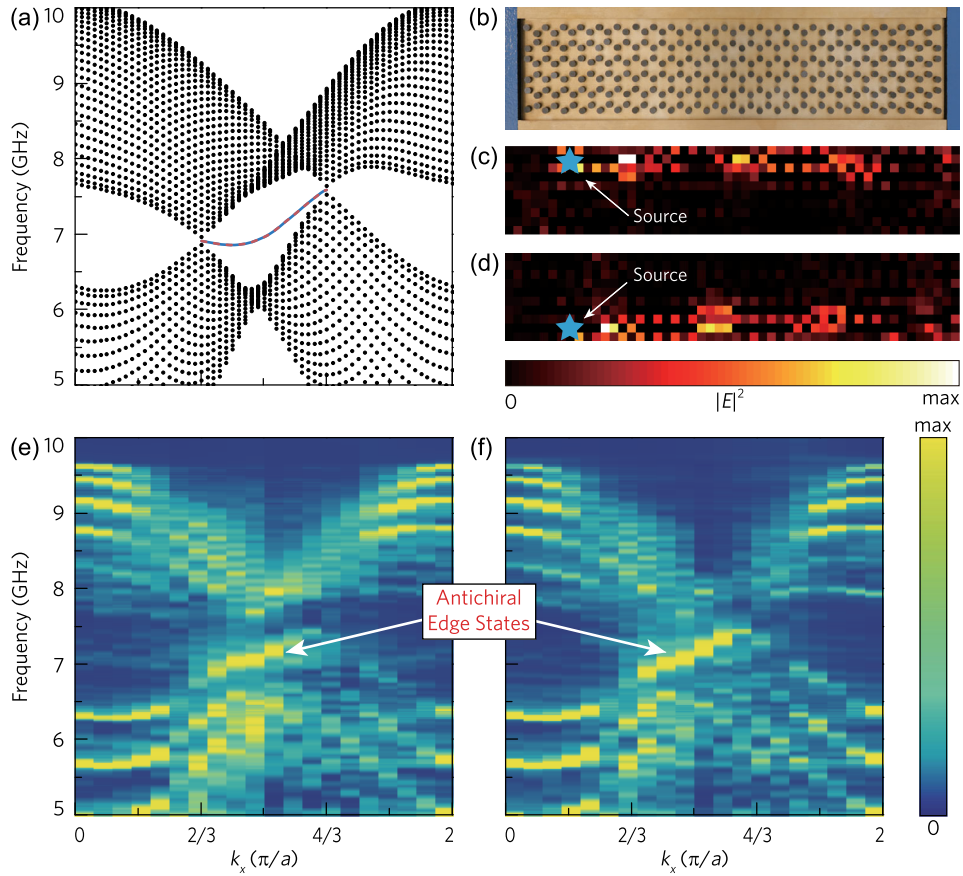 (a)
10
9
8
7
6
5
Frequency (GHz)
(b)
(c)
Source
(d)
Source
0
|E|²
max
(e)
10
9
8
7
6
5
Frequency (GHz)
0
2/3
4/3
2
kₓ (π/a)
Antichiral
Edge States
(f)
0
2/3
4/3
2
kₓ (π/a)
max
0